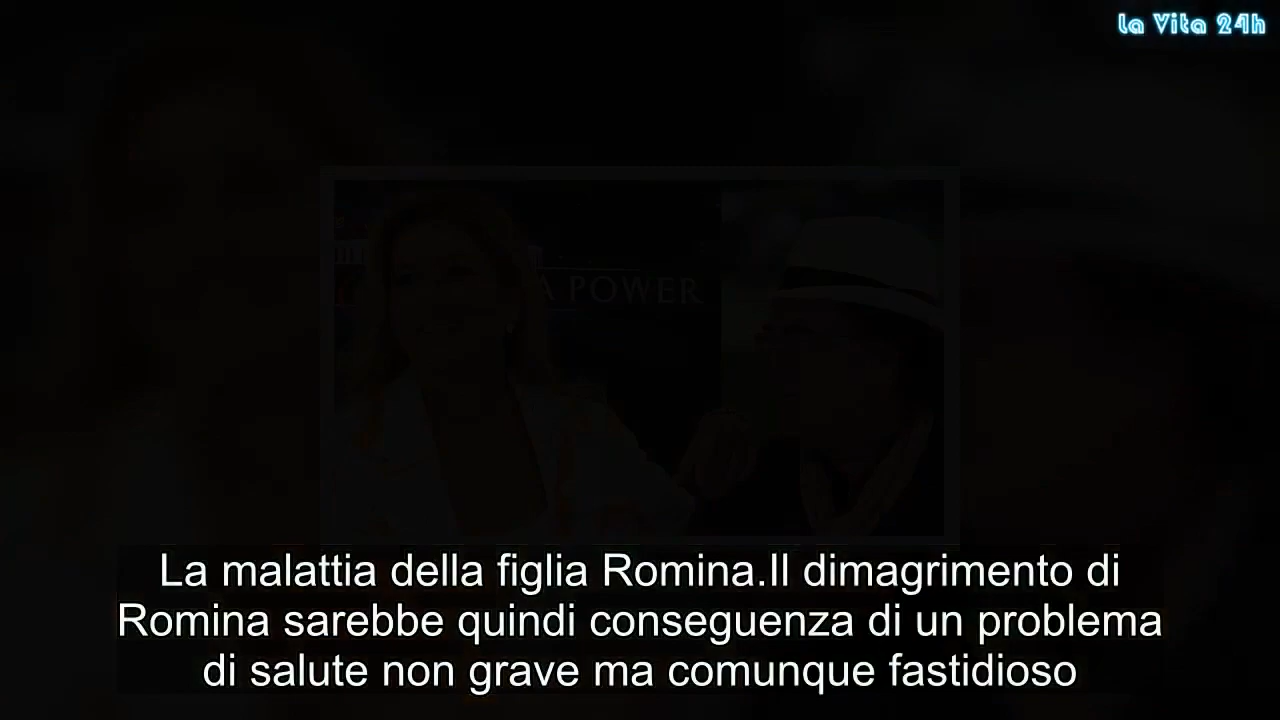 la Vita 24h
A POWER
La malattia della figlia Romina.Il dimagrimento di
Romina sarebbe quindi conseguenza di un problema
di salute non grave ma comunque fastidioso